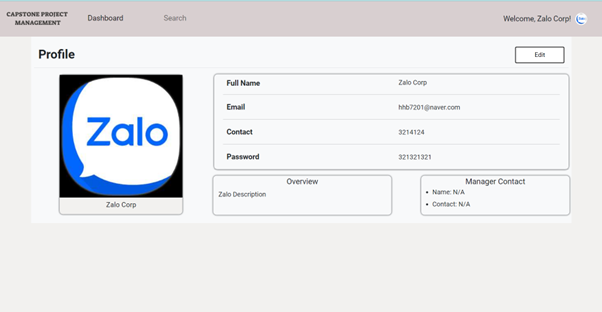 CAPSTONE PROJECT
MANAGEMENT
Dashboard
Search
Welcome, Zalo Corp!
Profile
Edit
Zalo
Zalo Corp
Full Name Zalo Corp
Email hhb7201@naver.com
Contact 3214124
Password 321321321
Overview
Zalo Description
Manager Contact
Name: N/A
Contact: N/A